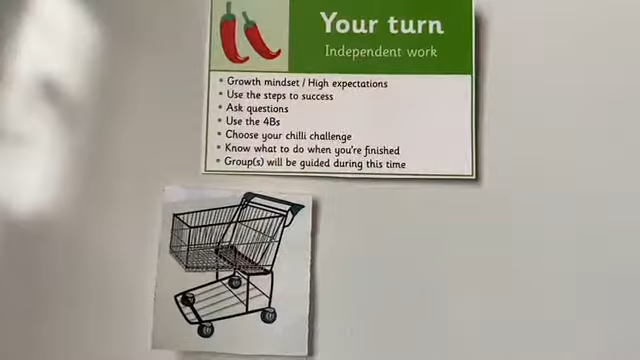 Your turn
Independent work
Growth mindset / High expectations
Use the steps to success
Ask questions
Use the 4Bs
Choose your chilli challenge
Know what to do when you're finished
Group(s) will be guided during this time